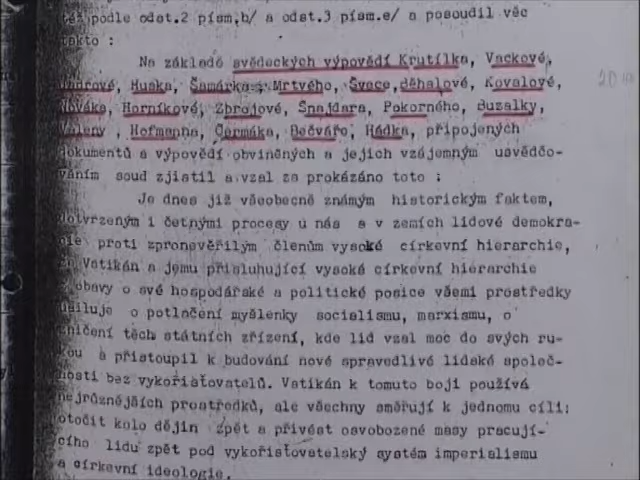 též podle odst.2 písm.b/ a odst.3 písm.e/ a posoudil věc
takto :
Na základě svědeckých výpovědí Krutílka, Vackové,
Huska, Šamárka, Mrtvého, Švece, Běhalové, Kovalové,
Nováka, Horníkové, Zbrojové, Šnajdara, Pokorného, Buzalky,
Hofmanna, Čermáka, Bečváře, Hádka, připojených
dokumentů a výpovědí obviněných a jejich vzájemným usvědčo-
váním soud zjistil a vzal za prokázáno toto :
Je dnes již všeobecně známým historickým faktem,
dotvrzeným i četnými procesy u nás a v zemích lidové demokra-
cie proti zpronevěřilým členům vysoké církevní hierarchie,
že Vatikán a jemu přisluhující vysoké církevní hierarchie
z obavy o své hospodářské a politické posice všemi prostředky
usiluje o potlačení myšlenky socialismu, marxismu, o
zničení těch státních zřízení, kde lid vzal moc do svých ru-
kou a přistoupil k budování nové spravedlivé lidské společ-
nosti bez vykořisťovatelů. Vatikán k tomuto boji používá
nejrůznějších prostředků, ale všechny směřují k jednomu cíli:
otočit kolo dějin zpět a přivést osvobozené masy pracují-
cího lidu zpět pod vykořisťovatelský systém imperialismu
a církevní ideologie.